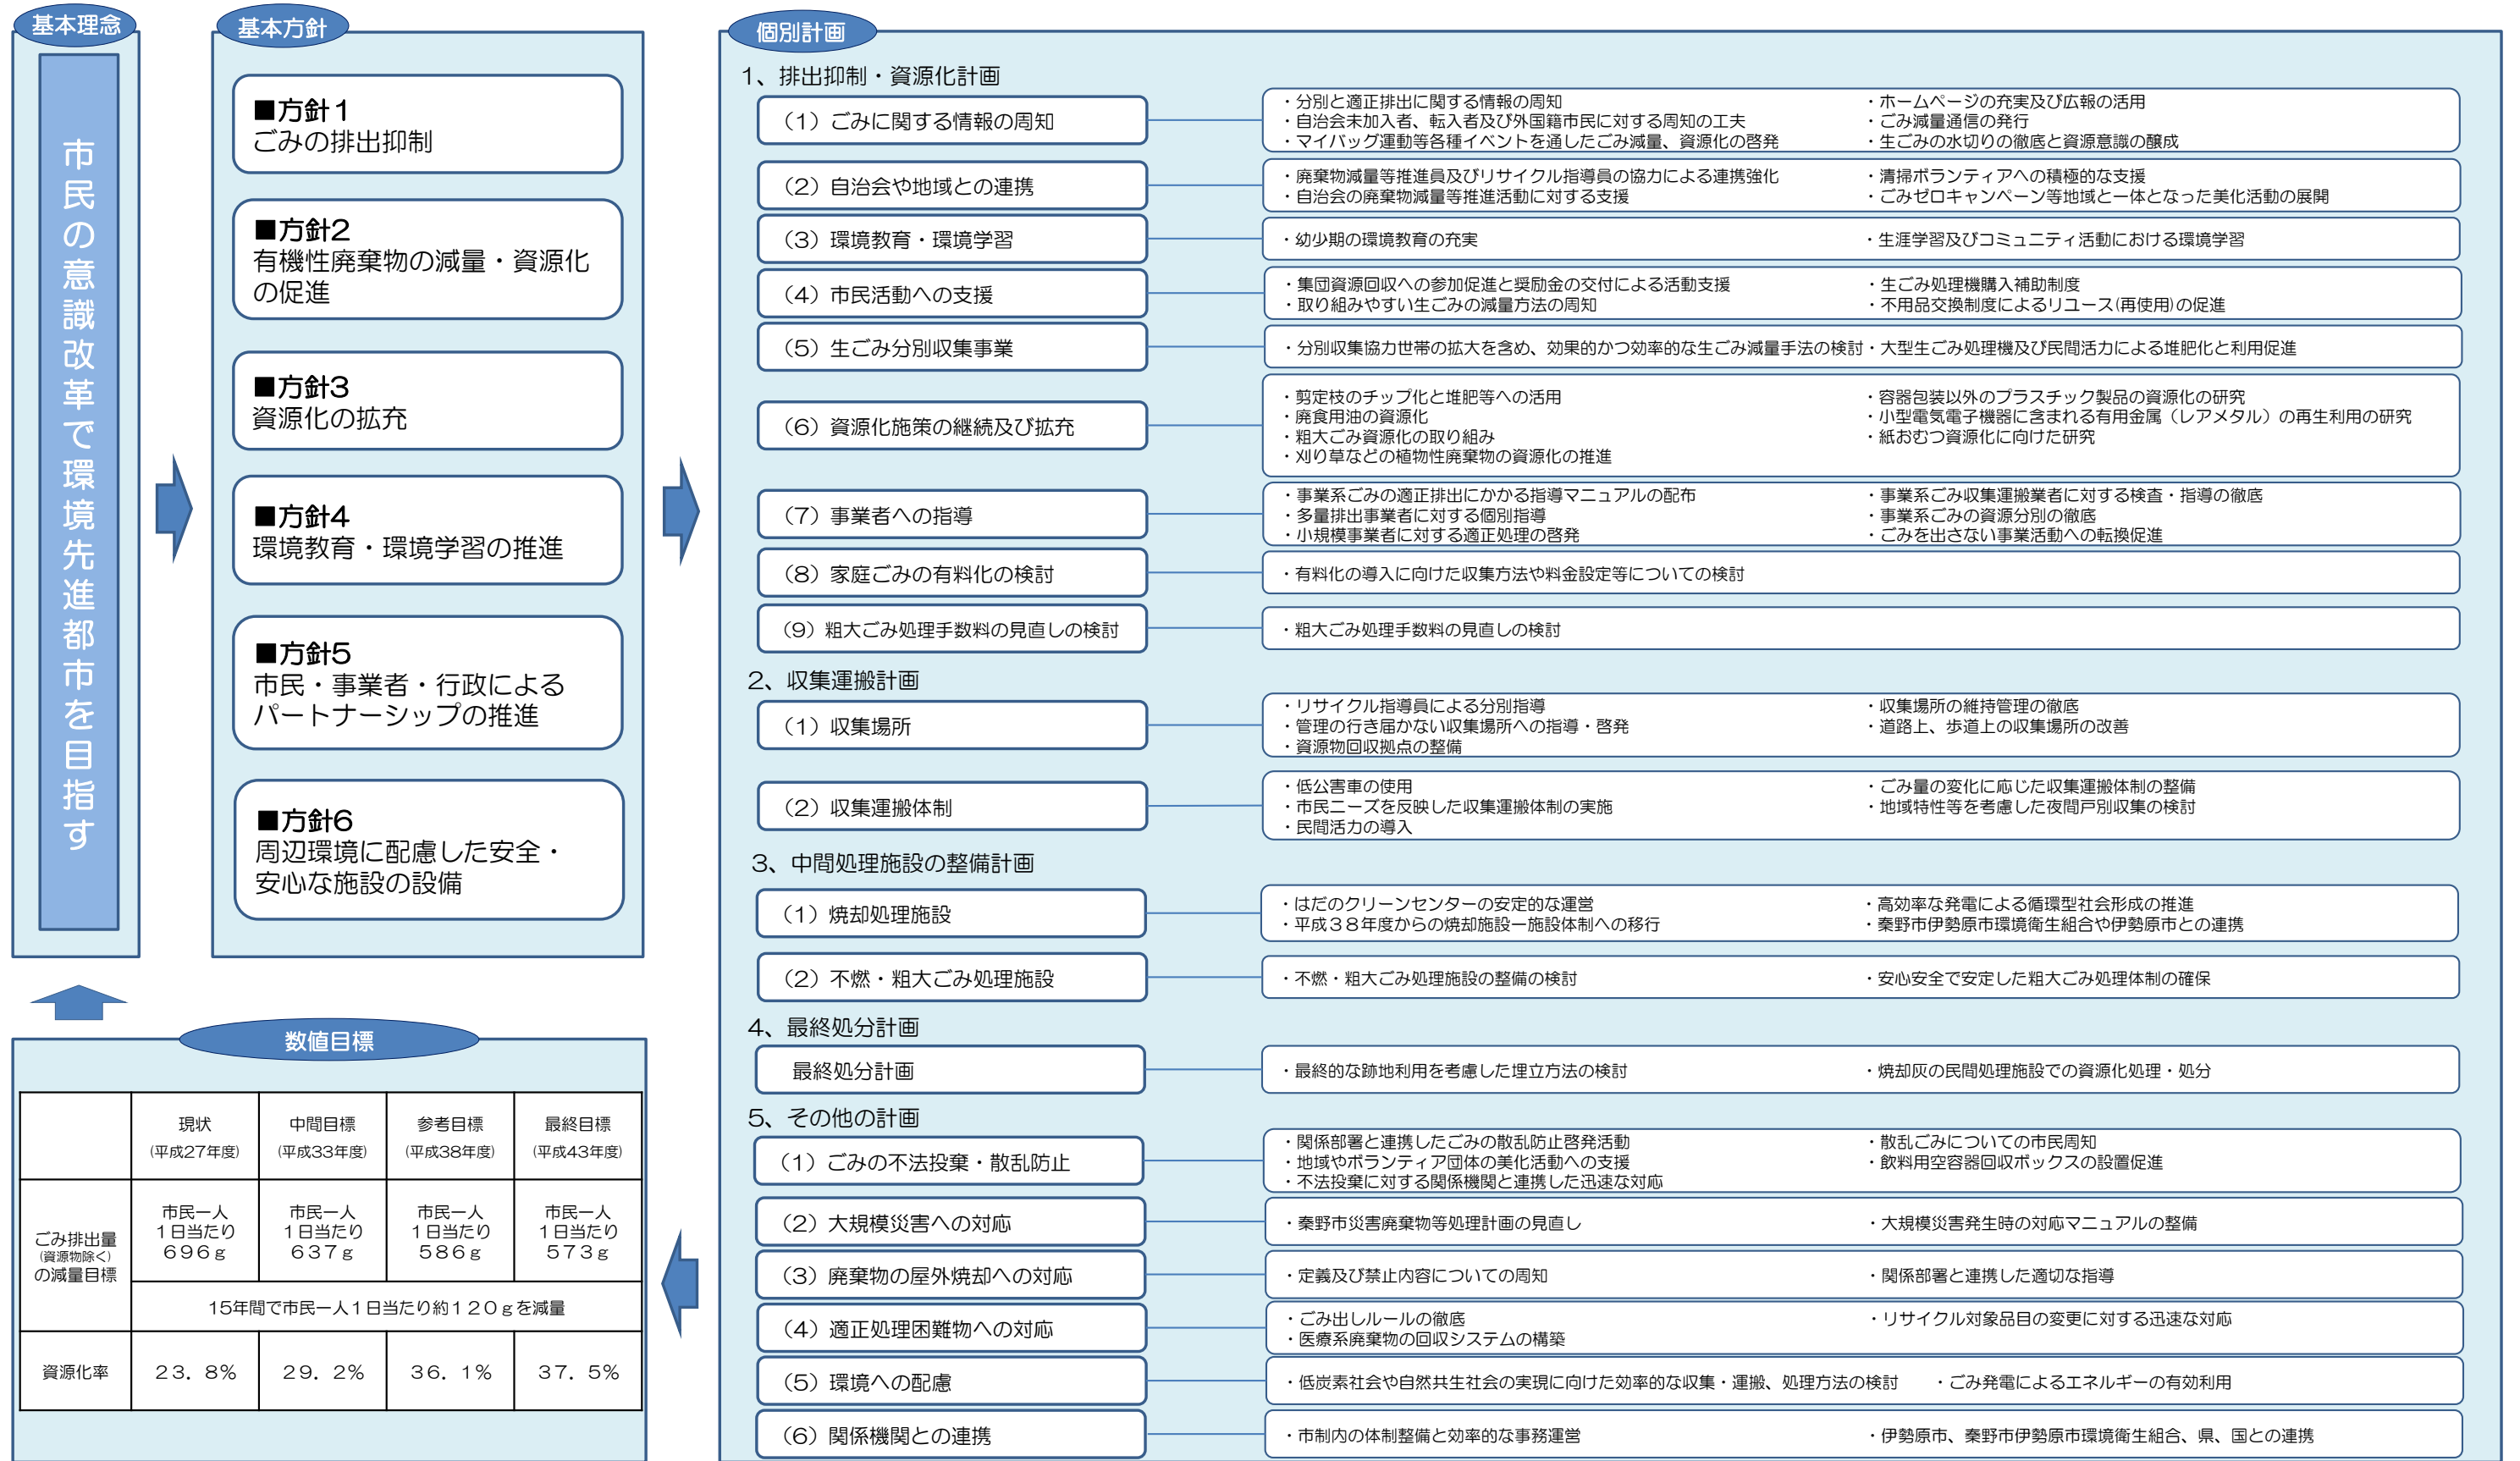 基本理念
市民の意識改革で環境先進都市を目指す
基本方針
■方針１
ごみの排出抑制
■方針2
有機性廃棄物の減量・資源化
の促進
■方針3
資源化の拡充
■方針4
環境教育・環境学習の推進
■方針5
市民・事業者・行政による
パートナーシップの推進
■方針6
周辺環境に配慮した安全・
安心な施設の設備
数値目標
現状
(平成27年度)
中間目標
(平成33年度)
参考目標
(平成38年度)
最終目標
(平成43年度)
ごみ排出量
(資源物除く)
の減量目標
市民一人
１日当たり
６９６ｇ
市民一人
１日当たり
６３７ｇ
市民一人
１日当たり
５８６ｇ
市民一人
１日当たり
５７３ｇ
15年間で市民一人１日当たり約１２０ｇを減量
資源化率
２３．８％
２９．２％
３６．１％
３７．５％
個別計画
1、排出抑制・資源化計画
（1）ごみに関する情報の周知
・分別と適正排出に関する情報の周知
・自治会未加入者、転入者及び外国籍市民に対する周知の工夫
・マイバッグ運動等各種イベントを通したごみ減量、資源化の啓発
・ホームページの充実及び広報の活用
・ごみ減量通信の発行
・生ごみの水切りの徹底と資源意識の醸成
（2）自治会や地域との連携
・廃棄物減量等推進員及びリサイクル指導員の協力による連携強化
・自治会の廃棄物減量等推進活動に対する支援
・清掃ボランティアへの積極的な支援
・ごみゼロキャンペーン等地域と一体となった美化活動の展開
（3）環境教育・環境学習
・幼少期の環境教育の充実
・生涯学習及びコミュニティ活動における環境学習
（4）市民活動への支援
・集団資源回収への参加促進と奨励金の交付による活動支援
・取り組みやすい生ごみの減量方法の周知
・生ごみ処理機購入補助制度
・不用品交換制度によるリユース(再使用)の促進
（5）生ごみ分別収集事業
・分別収集協力世帯の拡大を含め、効果的かつ効率的な生ごみ減量手法の検討・大型生ごみ処理機及び民間活力による堆肥化と利用促進
（6）資源化施策の継続及び拡充
・剪定枝のチップ化と堆肥等への活用
・廃食用油の資源化
・粗大ごみ資源化の取り組み
・刈り草などの植物性廃棄物の資源化の推進
・容器包装以外のプラスチック製品の資源化の研究
・小型電気電子機器に含まれる有用金属（レアメタル）の再生利用の研究
・紙おむつ資源化に向けた研究
（7）事業者への指導
・事業系ごみの適正排出にかかる指導マニュアルの配布
・多量排出事業者に対する個別指導
・小規模事業者に対する適正処理の啓発
・事業系ごみ収集運搬業者に対する検査・指導の徹底
・事業系ごみの資源分別の徹底
・ごみを出さない事業活動への転換促進
（8）家庭ごみの有料化の検討
・有料化の導入に向けた収集方法や料金設定等についての検討
（9）粗大ごみ処理手数料の見直しの検討
・粗大ごみ処理手数料の見直しの検討
2、収集運搬計画
（1）収集場所
・リサイクル指導員による分別指導
・管理の行き届かない収集場所への指導・啓発
・資源物回収拠点の整備
・収集場所の維持管理の徹底
・道路上、歩道上の収集場所の改善
（2）収集運搬体制
・低公害車の使用
・市民ニーズを反映した収集運搬体制の実施
・民間活力の導入
・ごみ量の変化に応じた収集運搬体制の整備
・地域特性等を考慮した夜間戸別収集の検討
3、中間処理施設の整備計画
（1）焼却処理施設
・はだのクリーンセンターの安定的な運営
・平成３８年度からの焼却施設一施設体制への移行
・高効率な発電による循環型社会形成の推進
・秦野市伊勢原市環境衛生組合や伊勢原市との連携
（2）不燃・粗大ごみ処理施設
・不燃・粗大ごみ処理施設の整備の検討
・安心安全で安定した粗大ごみ処理体制の確保
4、最終処分計画
最終処分計画
・最終的な跡地利用を考慮した埋立方法の検討
・焼却灰の民間処理施設での資源化処理・処分
5、その他の計画
（1）ごみの不法投棄・散乱防止
・関係部署と連携したごみの散乱防止啓発活動
・地域やボランティア団体の美化活動への支援
・不法投棄に対する関係機関と連携した迅速な対応
・散乱ごみについての市民周知
・飲料用空容器回収ボックスの設置促進
（2）大規模災害への対応
・秦野市災害廃棄物等処理計画の見直し
・大規模災害発生時の対応マニュアルの整備
（3）廃棄物の屋外焼却への対応
・定義及び禁止内容についての周知
・関係部署と連携した適切な指導
（4）適正処理困難物への対応
・ごみ出しルールの徹底
・医療系廃棄物の回収システムの構築
・リサイクル対象品目の変更に対する迅速な対応
（5）環境への配慮
・低炭素社会や自然共生社会の実現に向けた効率的な収集・運搬、処理方法の検討
・ごみ発電によるエネルギーの有効利用
（6）関係機関との連携
・市制内の体制整備と効率的な事務運営
・伊勢原市、秦野市伊勢原市環境衛生組合、県、国との連携